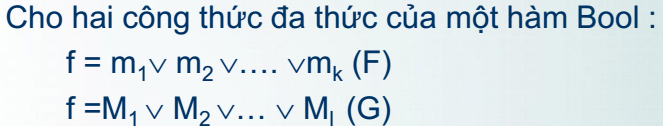 Cho hai công thức đa thức của một hàm Bool :
f = m₁∨ m₂ ∨…. ∨mₖ (F)
f =M₁ ∨ M₂ ∨… ∨ Mₗ (G)